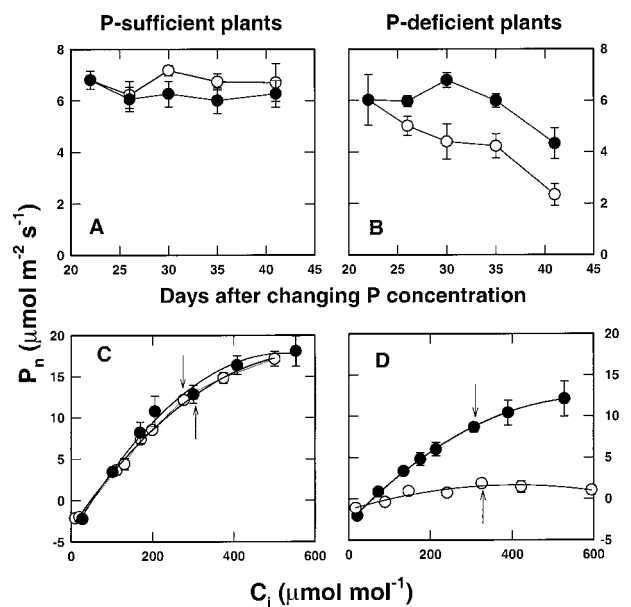 P-sufficient plants P-deficient plants
8 8
6 6
4 4
2 2
A B
0 0
20 25 30 35 40 45 20 25 30 35 40 45
Days after changing P concentration
Pn (μmol m⁻² s⁻¹)
20 20
C D
15 15
10 10
5 5
0 0
-5 -5
0 200 400 600 0 200 400 600
Ci (μmol mol⁻¹)